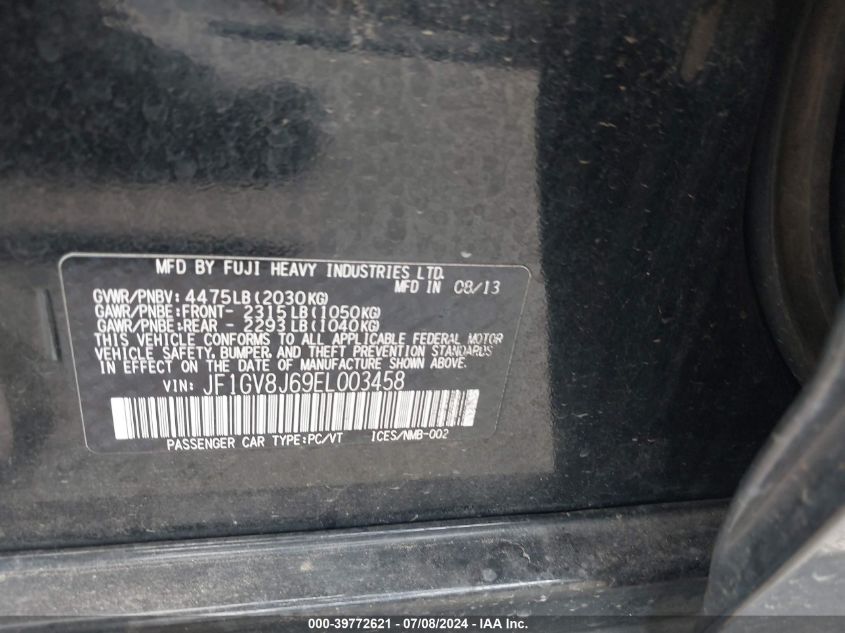 MFD BY FUJI HEAVY INDUSTRIES LTD.
MFD IN 08/13
GVWR/PNBV: 4475LB(2030KG)
GAWR/PNBE:FRONT- 2315LB(1050KG)
GAWR/PNBE:REAR - 2293LB(1040KG)
THIS VEHICLE CONFORMS TO ALL APPLICABLE FEDERAL MOTOR
VEHICLE SAFETY, BUMPER, AND THEFT PREVENTION STANDARDS
IN EFFECT ON THE DATE OF MANUFACTURE SHOWN ABOVE.
VIN: JF1GV8J69EL003458
PASSENGER CAR TYPE:PC/VT ICES/NMB-002
000-39772621 - 07/08/2024 - IAA, Inc.